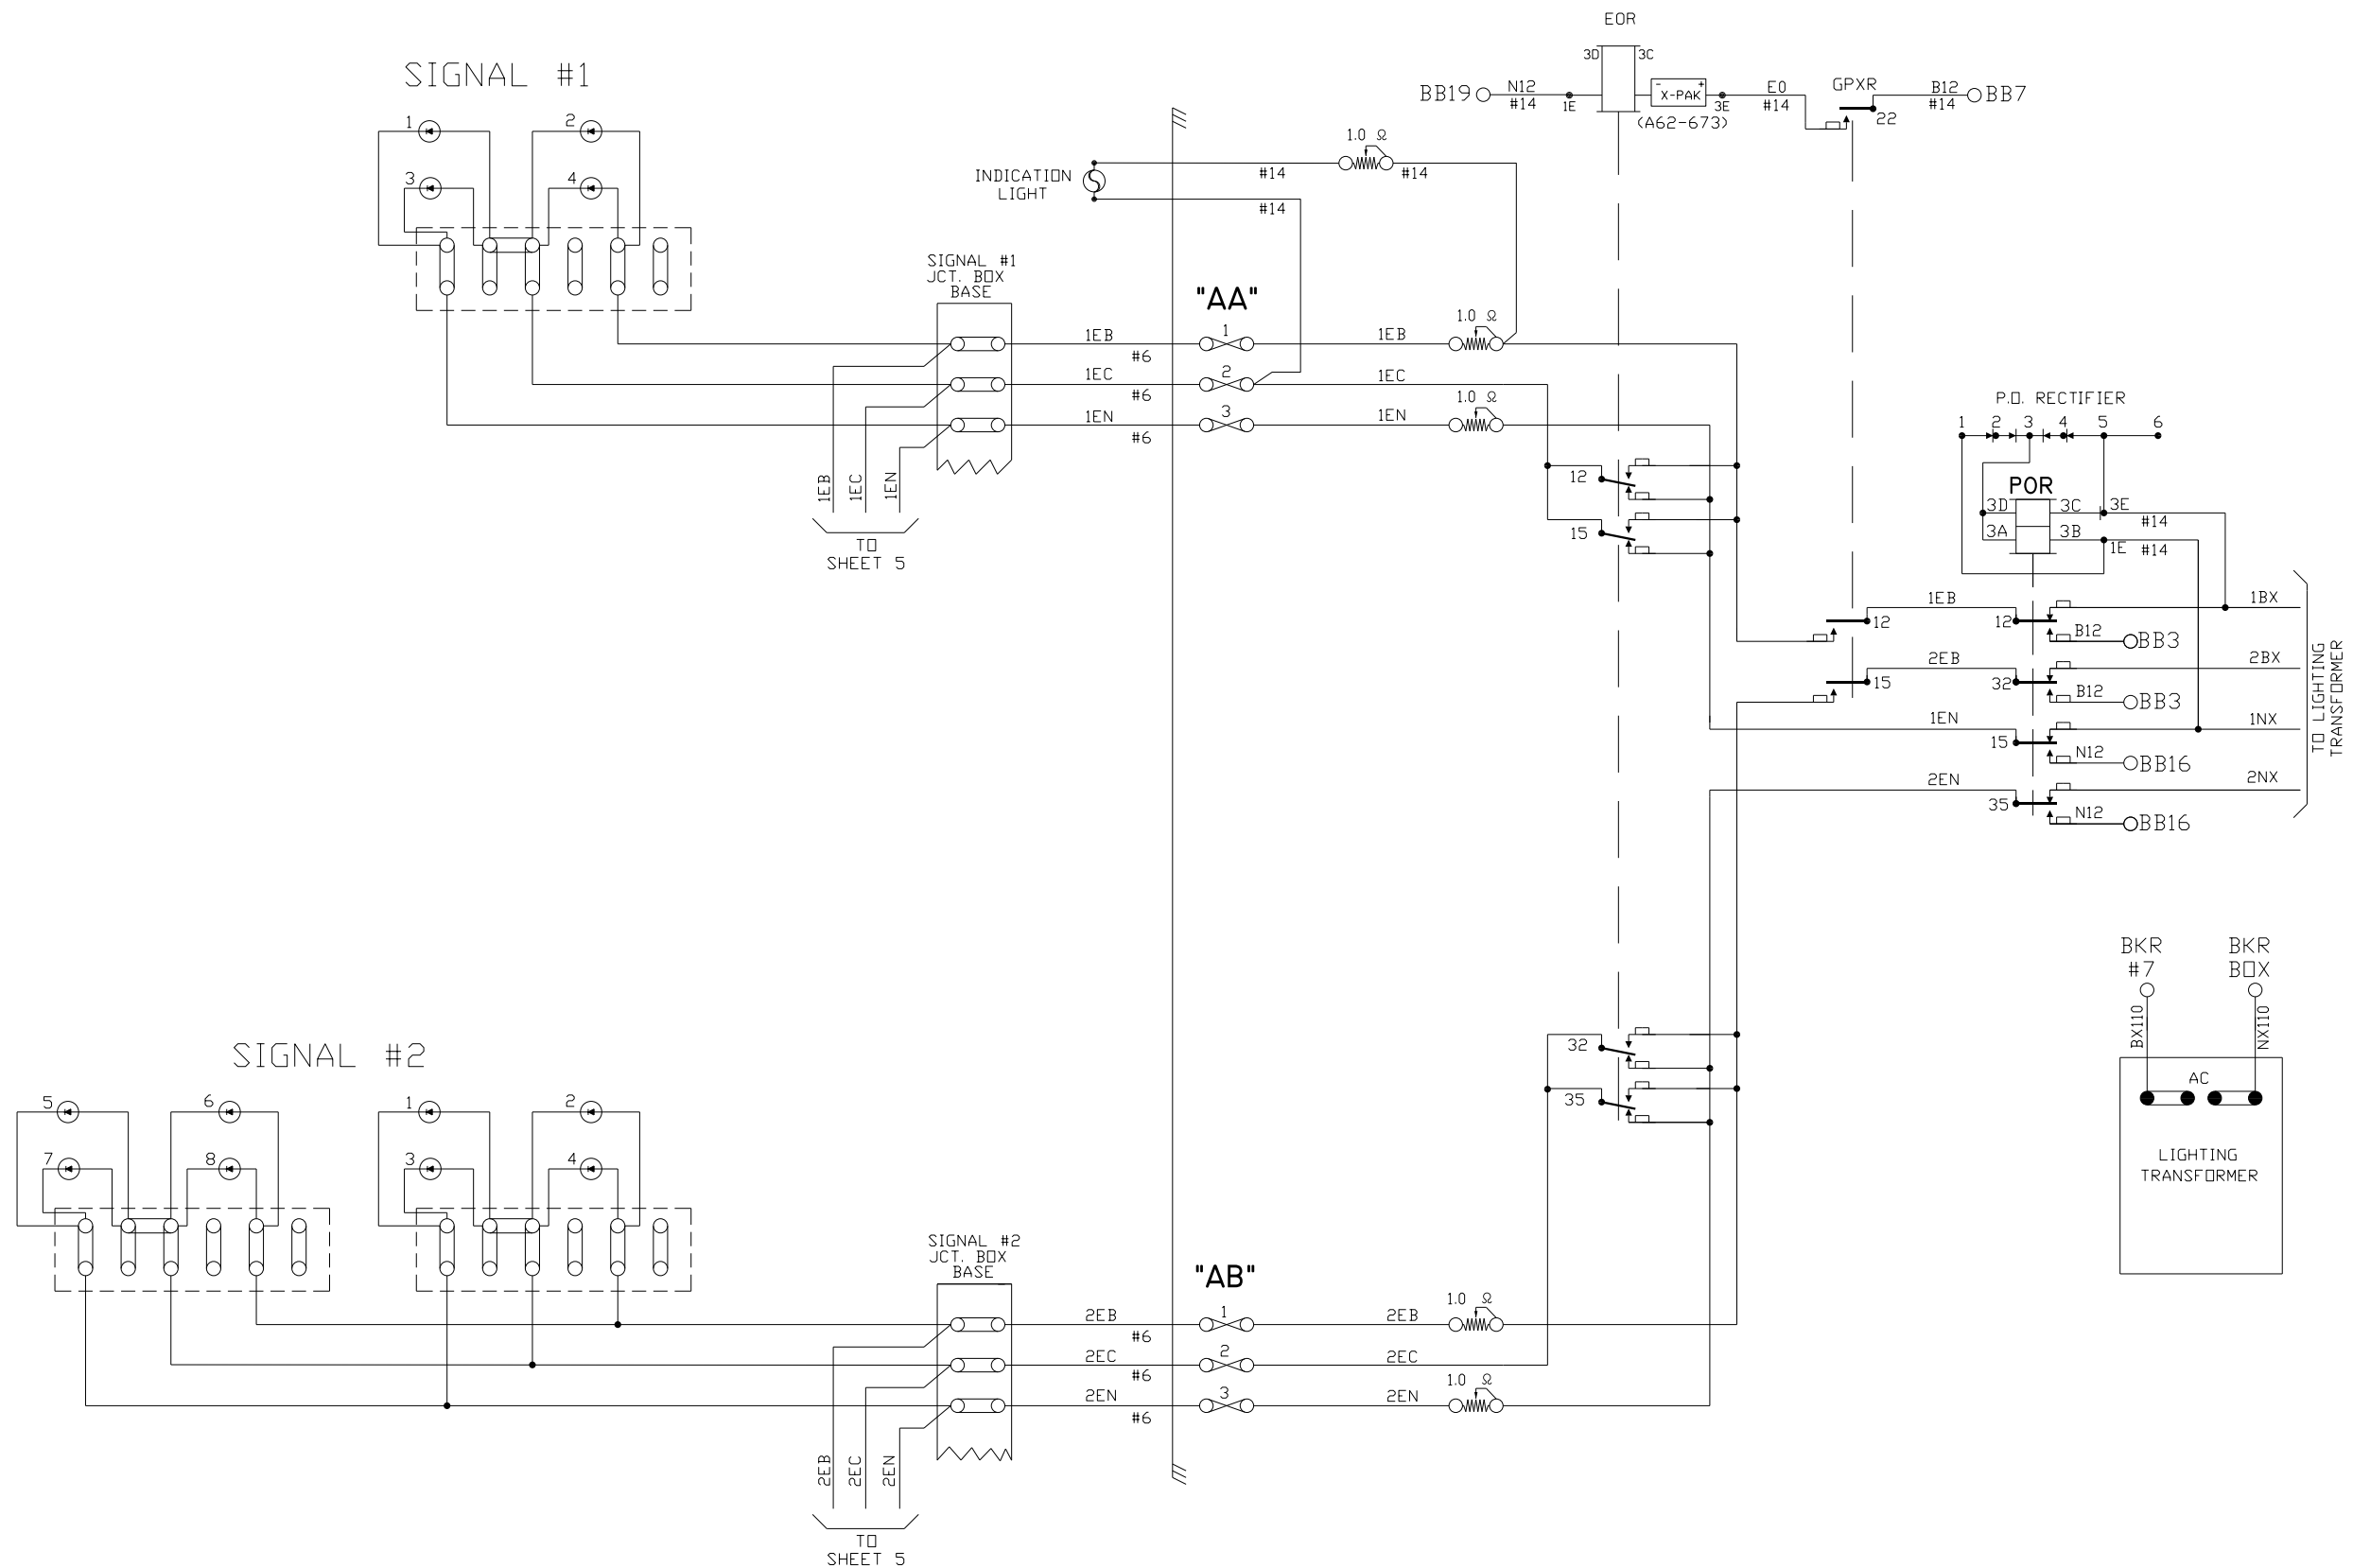 EOR
3D 3C
BB19 N12 #14 1E
- X-PAK +
(A62-673)
3E E0 #14
GPXR
22
B12 #14 BB7
SIGNAL #1
1 2
3 4
INDICATION
LIGHT
#14
1.0 Ω
#14
#14
SIGNAL #1
JCT. BOX
BASE
"AA"
1EB #6 1 1EB 1.0 Ω
1EC #6 2 1EC
1EN #6 3 1EN 1.0 Ω
1EB 1EC 1EN
TO
SHEET 5
12
15
P.O. RECTIFIER
1 2 3 4 5 6
POR
3D 3C 3E #14
3A 3B 1E #14
12 1EB 12 1BX
B12 BB3
15 2EB 32 2BX
B12 BB3
1EN 15 1NX
N12 BB16
2EN 35 2NX
N12 BB16
TO LIGHTING
TRANSFORMER
BKR
#7
BKR
BOX
BX110
NX110
AC
LIGHTING
TRANSFORMER
32
35
SIGNAL #2
5 6 1 2
7 8 3 4
SIGNAL #2
JCT. BOX
BASE
"AB"
2EB #6 1 2EB 1.0 Ω
2EC #6 2 2EC
2EN #6 3 2EN 1.0 Ω
2EB 2EC 2EN
TO
SHEET 5